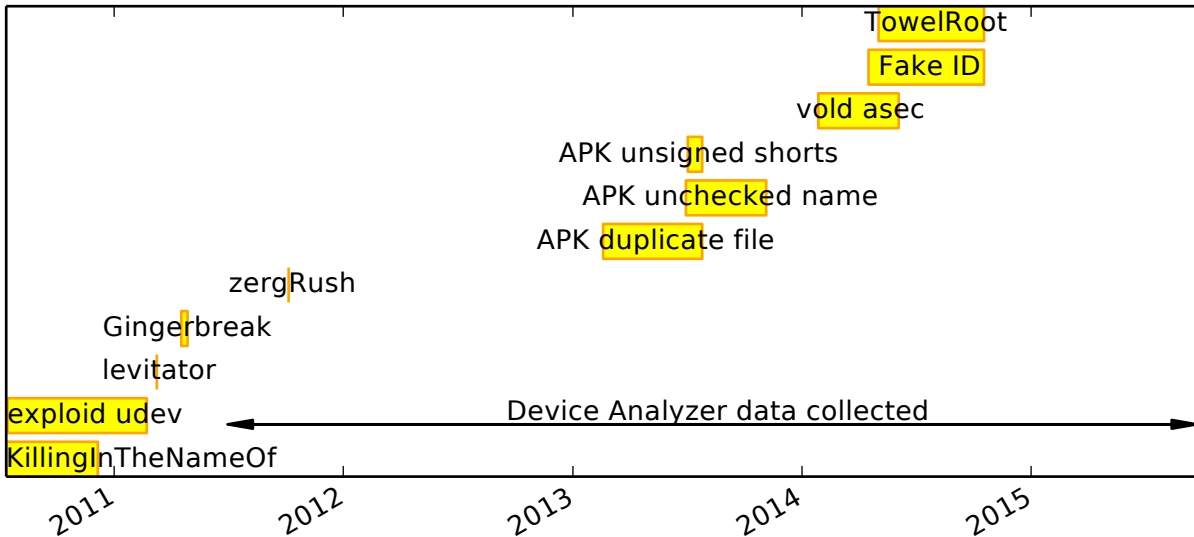 TowelRoot
Fake ID
vold asec
APK unsigned shorts
APK unchecked name
APK duplicate file
zergRush
Gingerbreak
levitator
exploid udev
Device Analyzer data collected
KillingInTheNameOf
2011
2012
2013
2014
2015